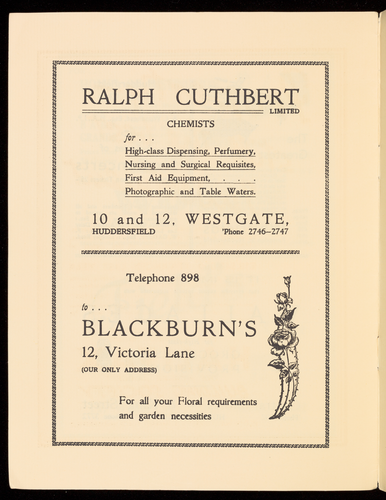 RALPH CUTHBERT
LIMITED
CHEMISTS
for . . .
High-class Dispensing, Perfumery,
Nursing and Surgical Requisites,
First Aid Equipment, . . .
Photographic and Table Waters.
10 and 12, WESTGATE,
HUDDERSFIELD 'Phone 2746–2747
Telephone 898
to . . .
BLACKBURN'S
12, Victoria Lane
(OUR ONLY ADDRESS)
For all your Floral requirements
and garden necessities